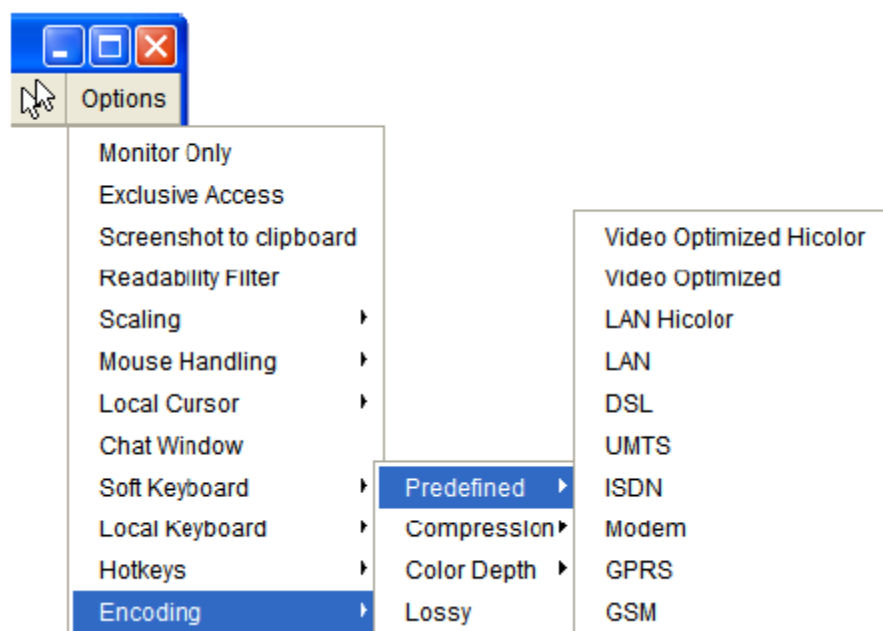 Options
Monitor Only
Exclusive Access
Screenshot to clipboard
Readability Filter
Scaling
Mouse Handling
Local Cursor
Chat Window
Soft Keyboard
Local Keyboard
Hotkeys
Encoding
Predefined
Compression
Color Depth
Lossy
Video Optimized Hicolor
Video Optimized
LAN Hicolor
LAN
DSL
UMTS
ISDN
Modem
GPRS
GSM